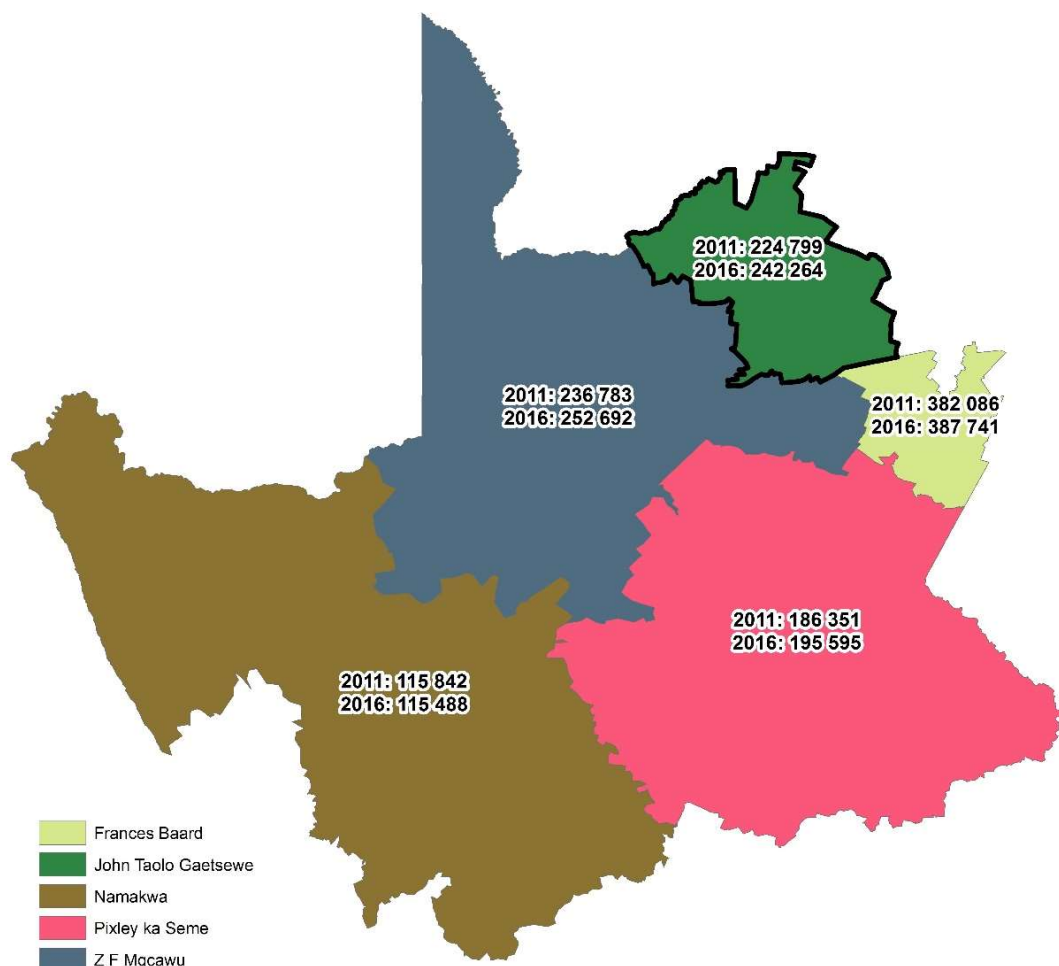 2011: 224 799
2016: 242 264
2011: 236 783
2016: 252 692
2011: 382 086
2016: 387 741
2011: 186 351
2016: 195 595
2011: 115 842
2016: 115 488
Frances Baard
John Taolo Gaetsewe
Namakwa
Pixley ka Seme
Z F Mgcawu